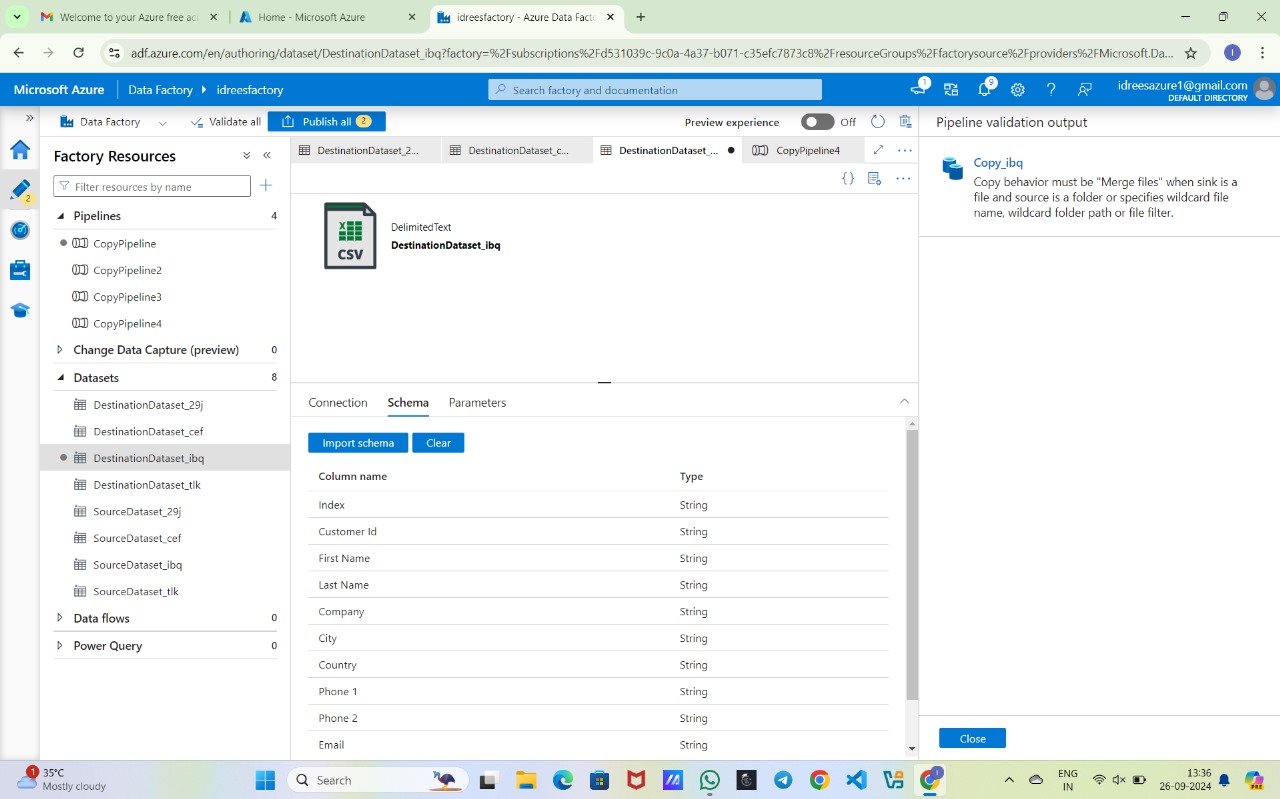 Welcome to your Azure free acc
Home - Microsoft Azure
idreesfactory - Azure Data Facto
adf.azure.com/en/authoring/dataset/DestinationDataset_ibq?factory=%2Fsubscriptions%2Fd531039c-9c0a-4a37-b071-c35efc7873c8%2FresourceGroups%2Ffactorysource%2Fproviders%2FMicrosoft.Da...
I
Microsoft Azure
Data Factory
idreesfactory
Search factory and documentation
1
9
idreesazure1@gmail.com
DEFAULT DIRECTORY
Data Factory
Validate all
Publish all 2
Preview experience
Off
Pipeline validation output
2
Factory Resources
Filter resources by name
Pipelines 4
CopyPipeline
CopyPipeline2
CopyPipeline3
CopyPipeline4
Change Data Capture (preview) 0
Datasets 8
DestinationDataset_29j
DestinationDataset_cef
DestinationDataset_ibq
DestinationDataset_tlk
SourceDataset_29j
SourceDataset_cef
SourceDataset_ibq
SourceDataset_tlk
Data flows 0
Power Query 0
DestinationDataset_2...
DestinationDataset_c...
DestinationDataset_...
CopyPipeline4
CSV
DelimitedText
DestinationDataset_ibq
Connection
Schema
Parameters
Import schema
Clear
Column name Type
Index String
Customer Id String
First Name String
Last Name String
Company String
City String
Country String
Phone 1 String
Phone 2 String
Email String
Copy_ibq
Copy behavior must be "Merge files" when sink is a
file and source is a folder or specifies wildcard file
name, wildcard folder path or file filter.
Close
1
35°C
Mostly cloudy
Search
ENG
IN
13:36
26-09-2024
PRE